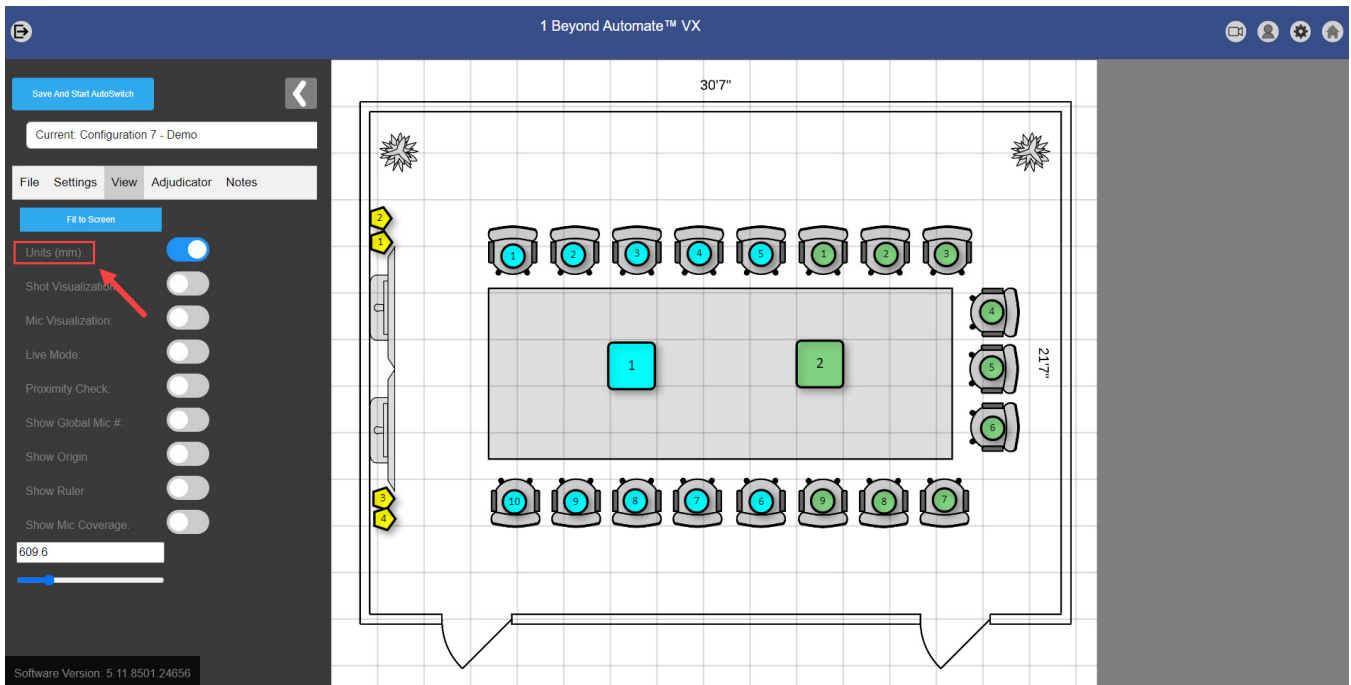 1 Beyond Automate™ VX
Save And Start AutoSwitch
Current: Configuration 7 - Demo
File Settings View Adjudicator Notes
Fit to Screen
Units (mm):
Shot Visualization:
Mic Visualization:
Live Mode:
Proximity Check:
Show Global Mic #:
Show Origin
Show Ruler
Show Mic Coverage:
609.6
Software Version: 5.11.8501.24656
30'7"
2
1
1 2 3 4 5 1 2 3
4
1 2
5
21'7"
6
3
4
10 9 8 7 6 9 8 7